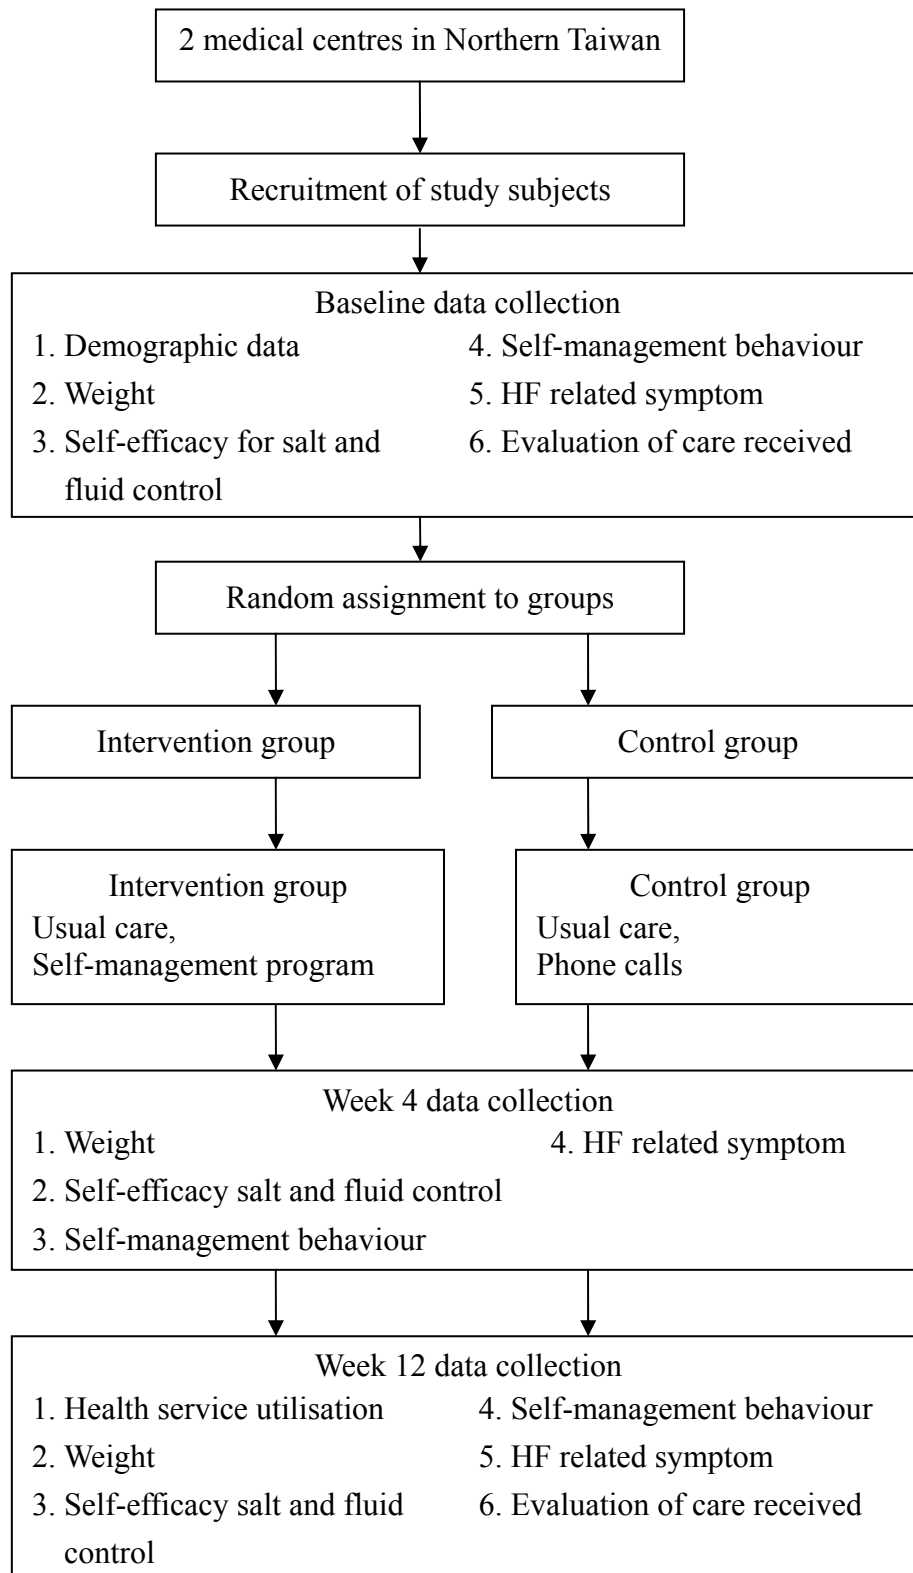 2 medical centres in Northern Taiwan
Recruitment of study subjects
Baseline data collection
1. Demographic data
2. Weight
3. Self-efficacy for salt and
fluid control
4. Self-management behaviour
5. HF related symptom
6. Evaluation of care received
Random assignment to groups
Intervention group
Control group
Intervention group
Usual care,
Self-management program
Control group
Usual care,
Phone calls
Week 4 data collection
1. Weight
2. Self-efficacy salt and fluid control
3. Self-management behaviour
4. HF related symptom
Week 12 data collection
1. Health service utilisation
2. Weight
3. Self-efficacy salt and fluid
control
4. Self-management behaviour
5. HF related symptom
6. Evaluation of care received